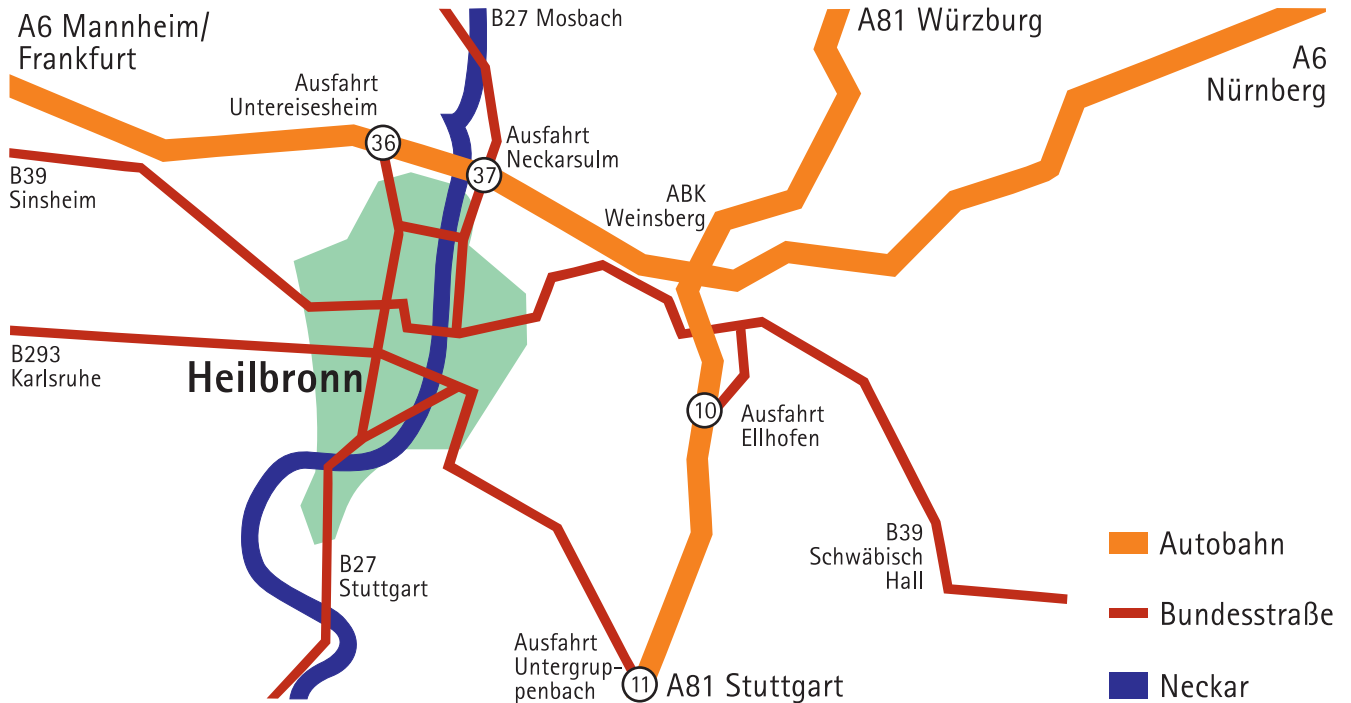 A6 Mannheim/
Frankfurt
B27 Mosbach
A81 Würzburg
A6
Nürnberg
Ausfahrt
Untereisesheim
36
Ausfahrt
Neckarsulm
37
B39
Sinsheim
ABK
Weinsberg
B293
Karlsruhe
Heilbronn
10
Ausfahrt
Ellhofen
B39
Schwäbisch
Hall
B27
Stuttgart
Ausfahrt
Untergrup-
penbach
11
A81 Stuttgart
Autobahn
Bundesstraße
Neckar